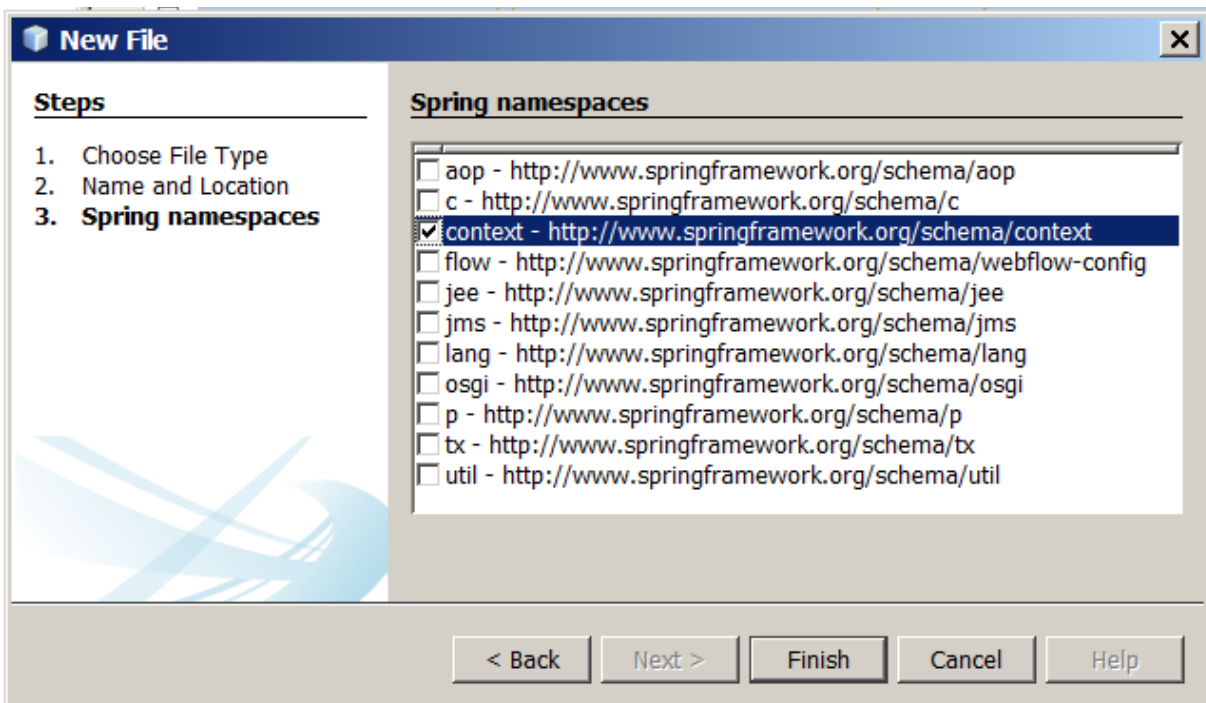 New File
Steps
1. Choose File Type
2. Name and Location
3. Spring namespaces
Spring namespaces
aop - http://www.springframework.org/schema/aop
c - http://www.springframework.org/schema/c
context - http://www.springframework.org/schema/context
flow - http://www.springframework.org/schema/webflow-config
jee - http://www.springframework.org/schema/jee
jms - http://www.springframework.org/schema/jms
lang - http://www.springframework.org/schema/lang
osgi - http://www.springframework.org/schema/osgi
p - http://www.springframework.org/schema/p
tx - http://www.springframework.org/schema/tx
util - http://www.springframework.org/schema/util
< Back Next > Finish Cancel Help